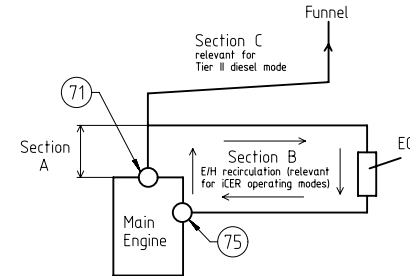 Funnel
Section C
relevant for
Tier II diesel mode
71
Section
A
Section B
E/H recirculation (relevant
for iCER operating modes)
Main
Engine
75